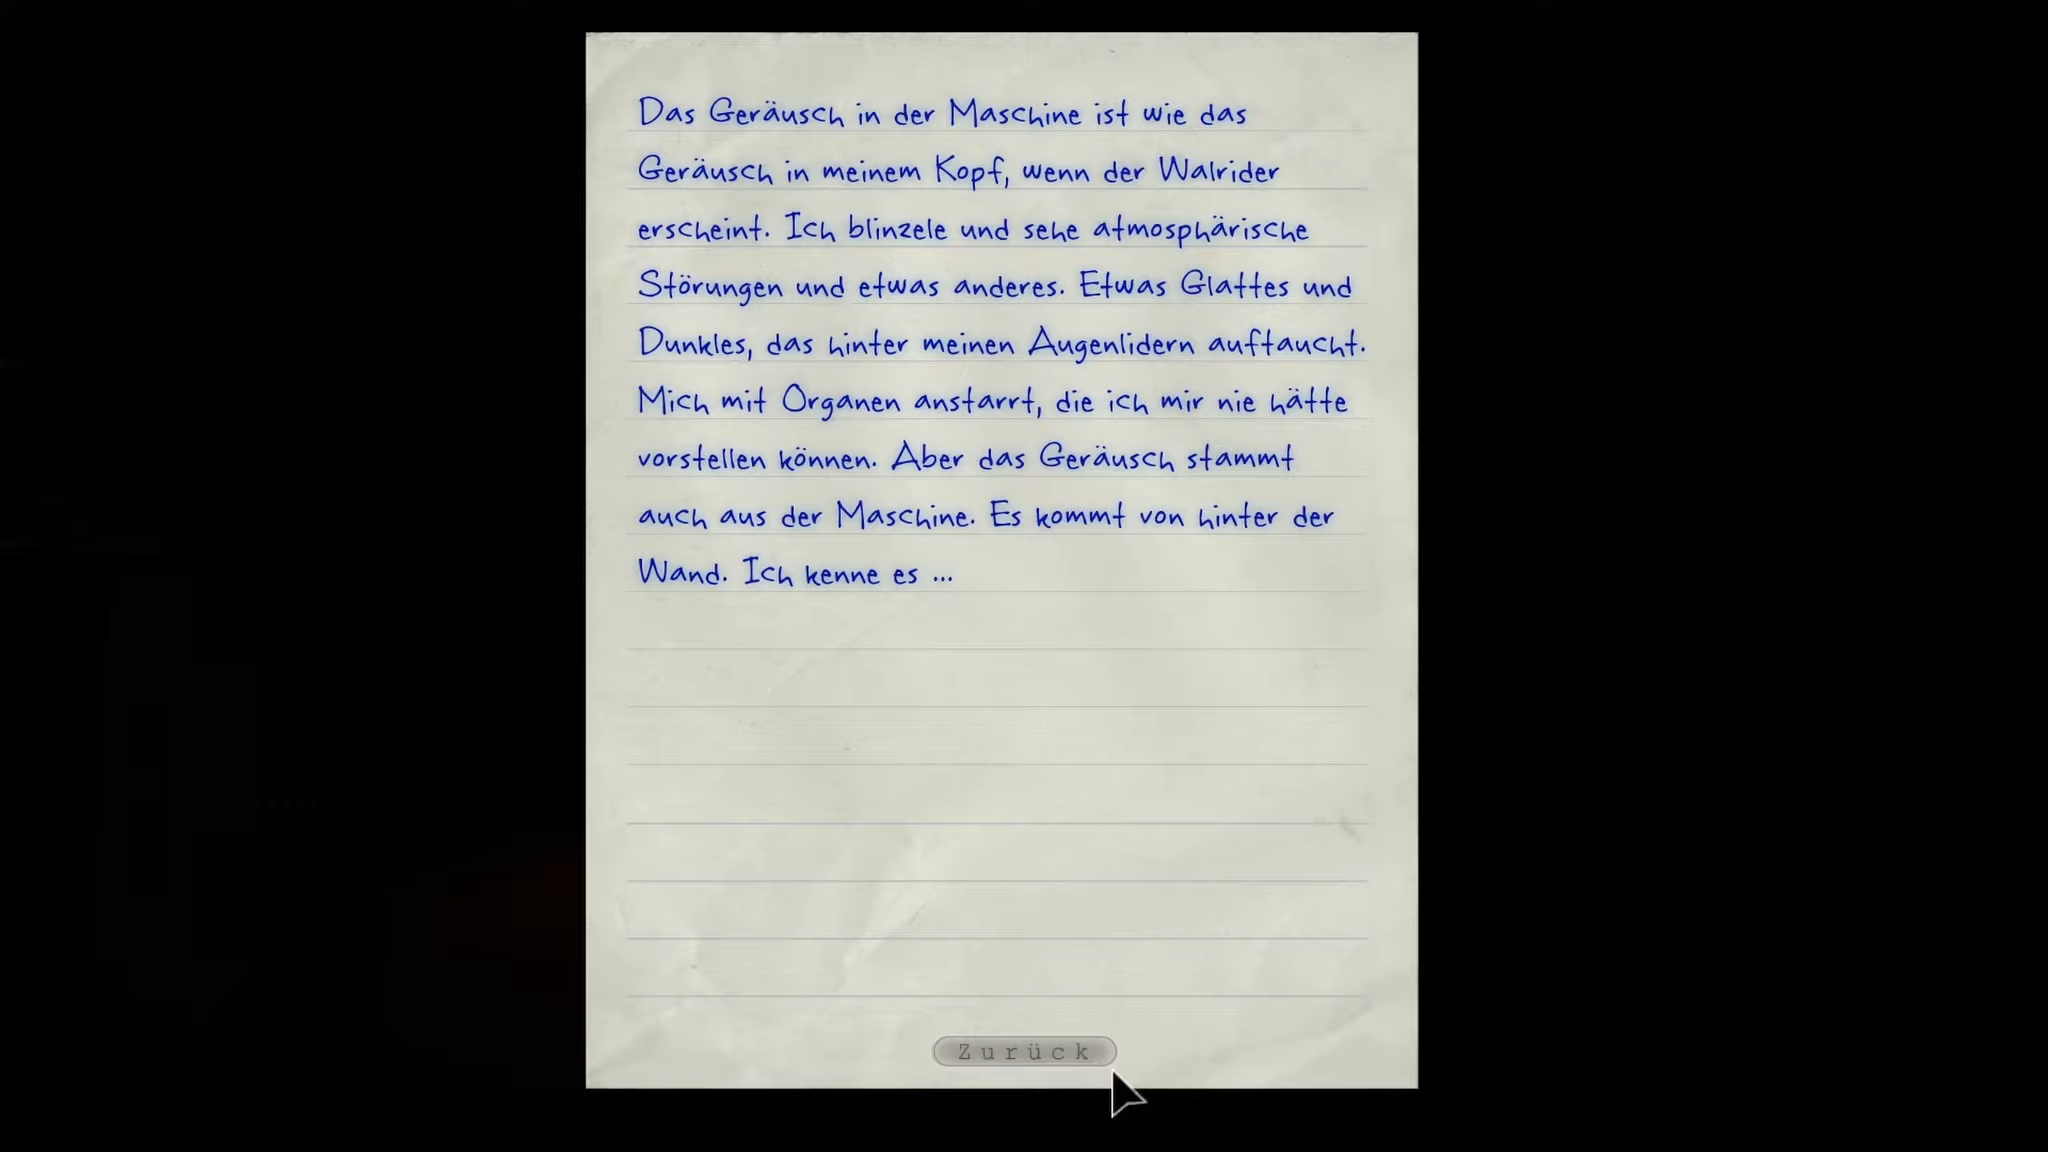 Das Geräusch in der Maschine ist wie das
Geräusch in meinem Kopf, wenn der Walrider
erscheint. Ich blinzele und sehe atmosphärische
Störungen und etwas anderes. Etwas Glattes und
Dunkles, das hinter meinen Augenlidern auftaucht.
Mich mit Organen anstarrt, die ich mir nie hätte
vorstellen können. Aber das Geräusch stammt
auch aus der Maschine. Es kommt von hinter der
Wand. Ich kenne es ...
Zurück